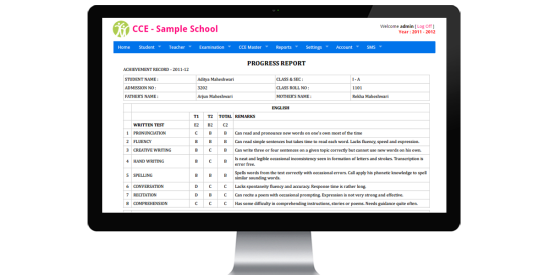 CCE - Sample School
Welcome admin [ Log Off ]
Year : 2011 - 2012
Home Student Teacher Examination CCE Master Reports Settings Account SMS
PROGRESS REPORT
ACHIEVEMENT RECORD - 2011-12
STUDENT NAME : Aditya Maheshwari CLASS & SEC : I - A
ADMISSION NO : 3202 CLASS ROLL NO : 1101
FATHER'S NAME : Arjun Maheshwari MOTHER'S NAME : Rekha Maheshwari
ENGLISH
T1 T2 TOTAL REMARKS
WRITTEN TEST E2 B2 C2
1 PRONUNCIATION C B B Can read and pronounce new words on one's own most of the time
2 FLUENCY B B B Can read simple sentences but takes time to read each word. Lacks fluency, speed and expression.
3 CREATIVE WRITING B C B Can write three or four sentences on a given topic correctly but cannot use new words on his own.
4 HAND WRITING B C B Is neat and legible occasional inconsistency seen in formation of letters and strokes. Transcription is
error free.
5 SPELLING B B B Spells words from the text correctly with occasional errors. Call apply his phonetic knowledge to spell
similar sounding words.
6 CONVERSATION D C C Lacks spontaneity fluency and accuracy. Response time is rather long.
7 RECITATION D B C Can recite a poem with occasional prompting. Expression is not very strong and effective.
8 COMPREHENSION C C C Has some difficulty in comprehending instructions, stories or poems. Needs guidance quite often.